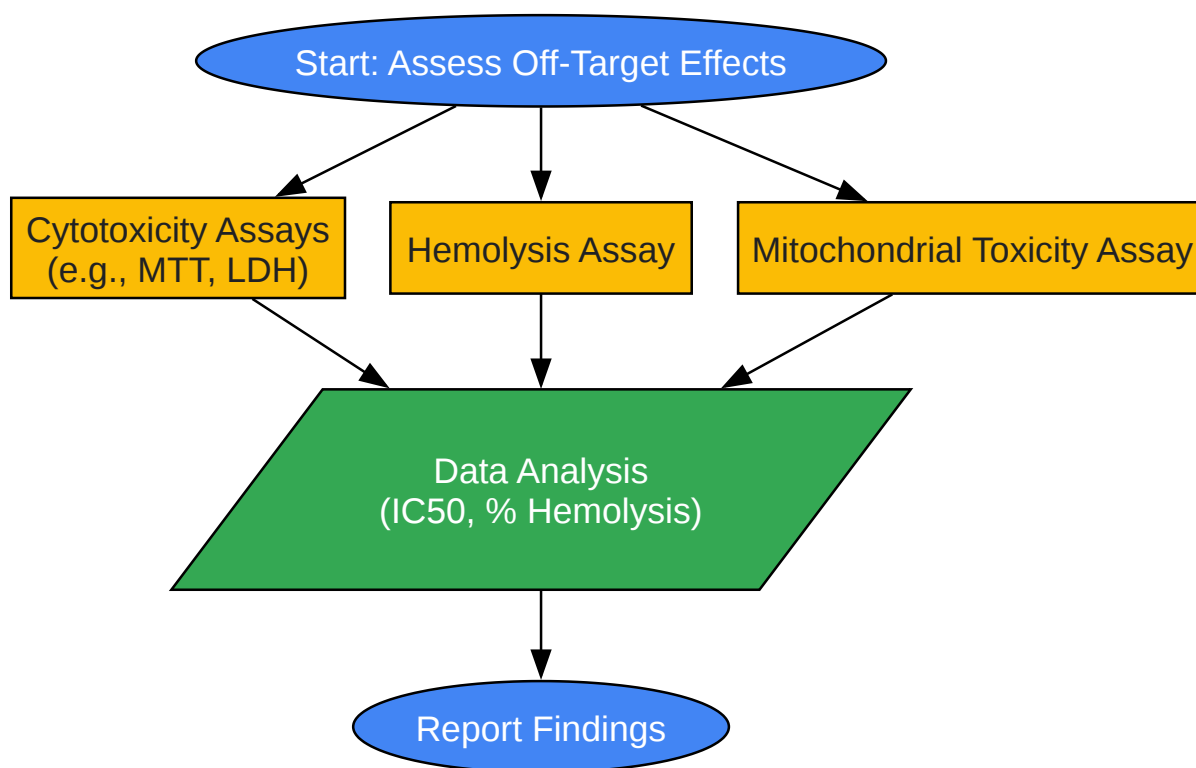 Start: Assess Off-Target Effects
Cytotoxicity Assays
(e.g., MTT, LDH)
Hemolysis Assay
Mitochondrial Toxicity Assay
Data Analysis
(IC50, % Hemolysis)
Report Findings